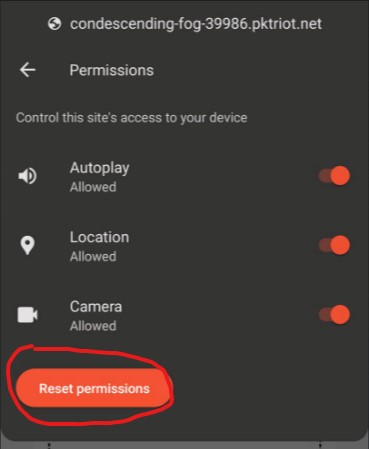 condescending-fog-39986.pktriot.net
Permissions
Control this site's access to your device
Autoplay
Allowed
Location
Allowed
Camera
Allowed
Reset permissions